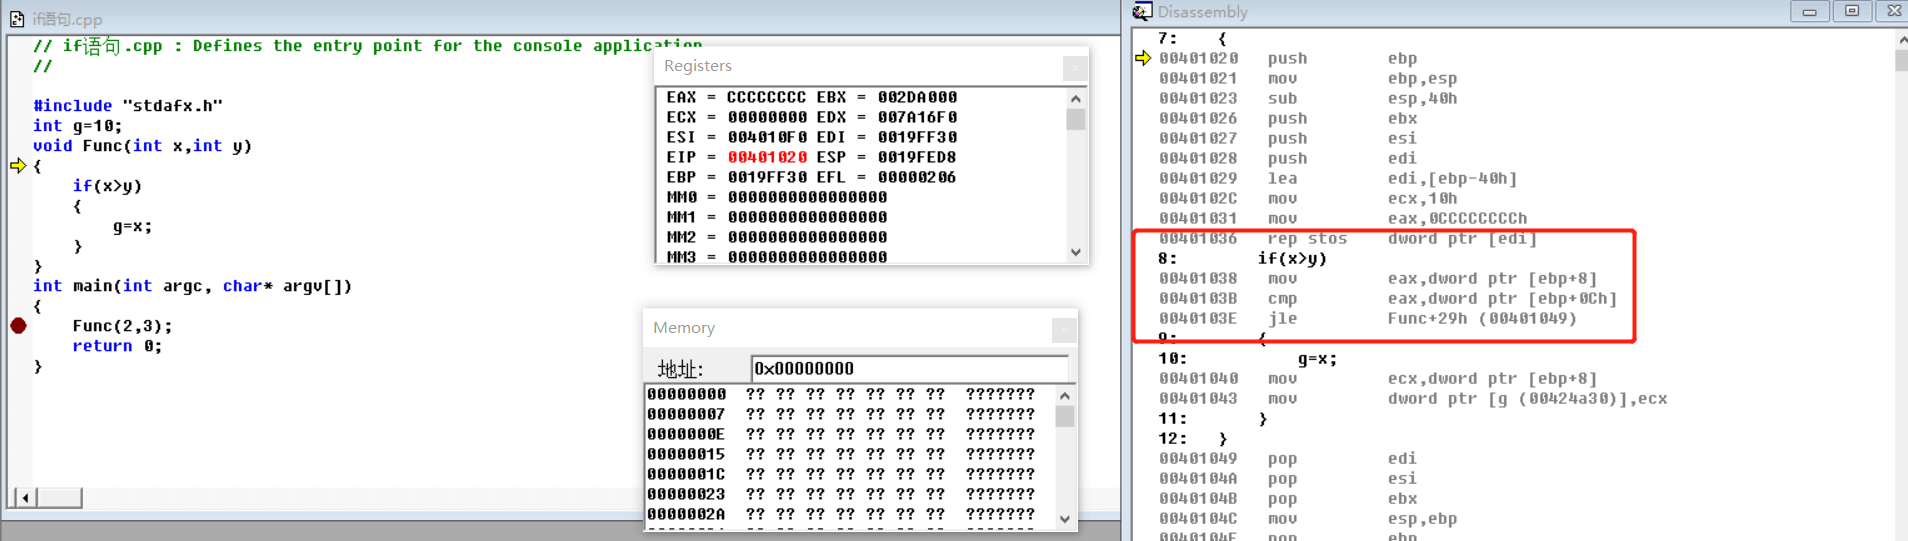 if语句.cpp
// if语句.cpp : Defines the entry point for the console application
//
#include "stdafx.h"
int g=10;
void Func(int x,int y)
{
if(x>y)
{
g=x;
}
}
int main(int argc, char* argv[])
{
Func(2,3);
return 0;
}
Registers
EAX = CCCCCCCC EBX = 002DA000
ECX = 00000000 EDX = 007A16F0
ESI = 004010F0 EDI = 0019FF30
EIP = 00401020 ESP = 0019FED8
EBP = 0019FF30 EFL = 00000206
MM0 = 0000000000000000
MM1 = 0000000000000000
MM2 = 0000000000000000
MM3 = 0000000000000000
Memory
地址: 0x00000000
00000000 ?? ?? ?? ?? ?? ?? ?? ???????
00000007 ?? ?? ?? ?? ?? ?? ?? ???????
0000000E ?? ?? ?? ?? ?? ?? ?? ???????
00000015 ?? ?? ?? ?? ?? ?? ?? ???????
0000001C ?? ?? ?? ?? ?? ?? ?? ???????
00000023 ?? ?? ?? ?? ?? ?? ?? ???????
0000002A ?? ?? ?? ?? ?? ?? ?? ???????
Disassembly
7: {
00401020 push ebp
00401021 mov ebp,esp
00401023 sub esp,40h
00401026 push ebx
00401027 push esi
00401028 push edi
00401029 lea edi,[ebp-40h]
0040102C mov ecx,10h
00401031 mov eax,0CCCCCCCCh
00401036 rep stos dword ptr [edi]
8: if(x>y)
00401038 mov eax,dword ptr [ebp+8]
0040103B cmp eax,dword ptr [ebp+0Ch]
0040103E jle Func+29h (00401049)
9: {
10: g=x;
00401040 mov ecx,dword ptr [ebp+8]
00401043 mov dword ptr [g (00424a30)],ecx
11: }
12: }
00401049 pop edi
0040104A pop esi
0040104B pop ebx
0040104C mov esp,ebp
0040104E pop ebp